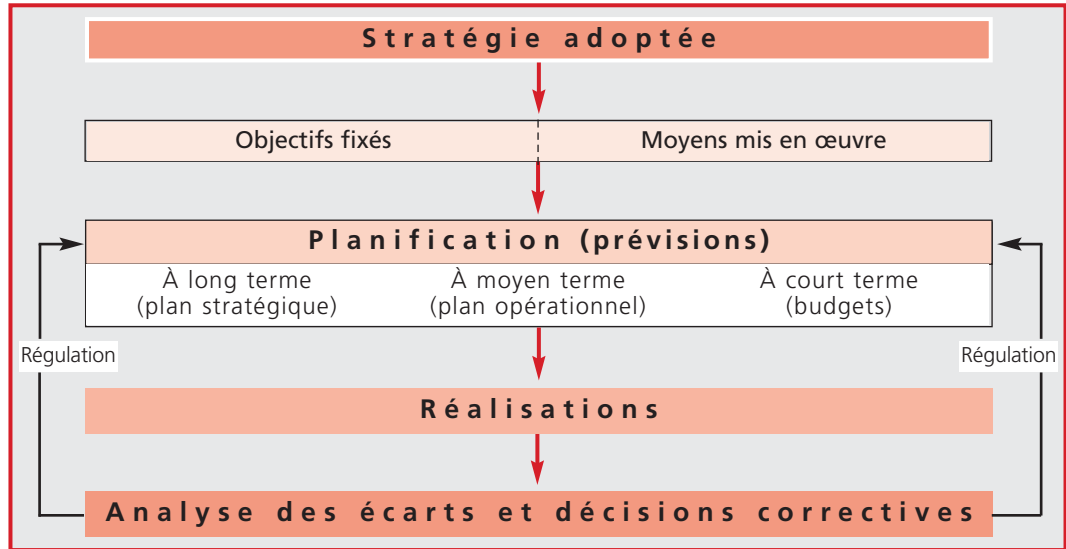 Stratégie adoptée
Objectifs fixés
Moyens mis en œuvre
Planification (prévisions)
À long terme
(plan stratégique)
À moyen terme
(plan opérationnel)
À court terme
(budgets)
Régulation
Régulation
Réalisations
Analyse des écarts et décisions correctives